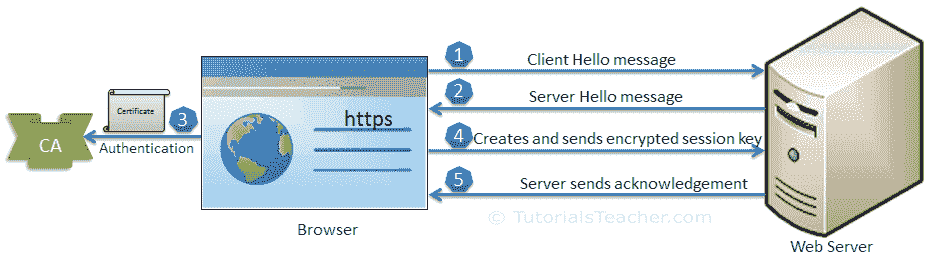 1
Client Hello message
2
Server Hello message
Certificate
3
https
4
Creates and sends encrypted session key
CA
Authentication
5
Server sends acknowledgement
© TutorialsTeacher.com
Browser
Web Server